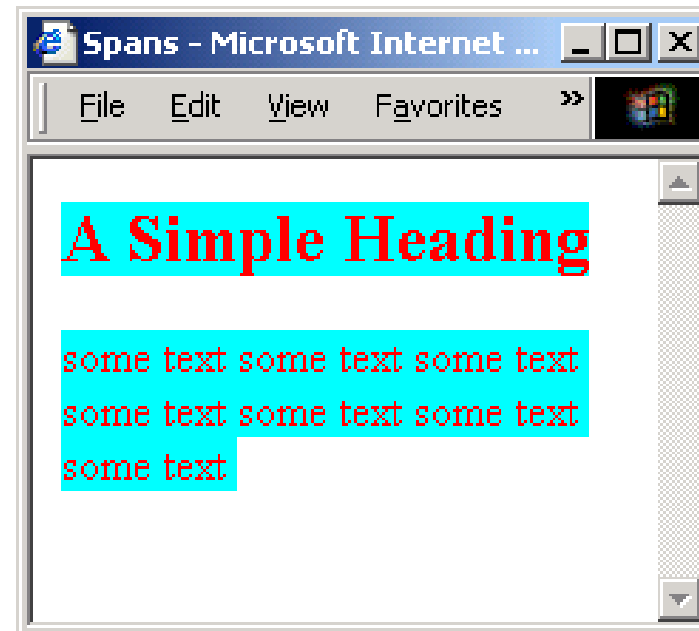 Spans - Microsoft Internet ...
File Edit View Favorites »
A Simple Heading
some text some text some text
some text some text some text
some text